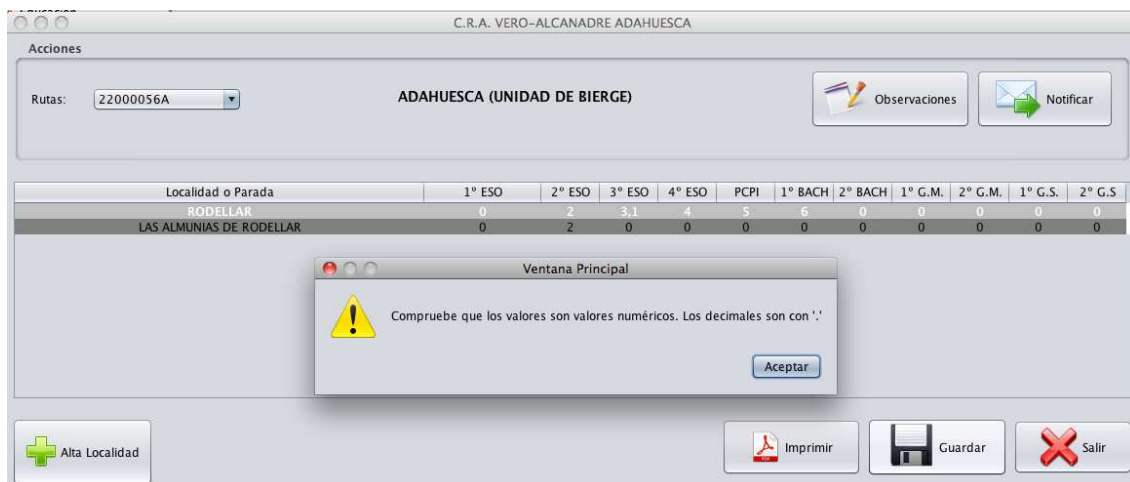 C.R.A. VERO-ALCANADRE ADAHUESCA
Acciones
Rutas: 22000056A ADAHUESCA (UNIDAD DE BIERGE) Observaciones Notificar
Localidad o Parada 1º ESO 2º ESO 3º ESO 4º ESO PCPI 1º BACH 2º BACH 1º G.M. 2º G.M. 1º G.S. 2º G.S
RODELLAR 0 2 3,1 4 5 6 0 0 0 0 0
LAS ALMUNIAS DE RODELLAR 0 2 0 0 0 0 0 0 0 0 0
Ventana Principal
Compruebe que los valores son valores numéricos. Los decimales son con '.'
Aceptar
Alta Localidad Imprimir Guardar Salir